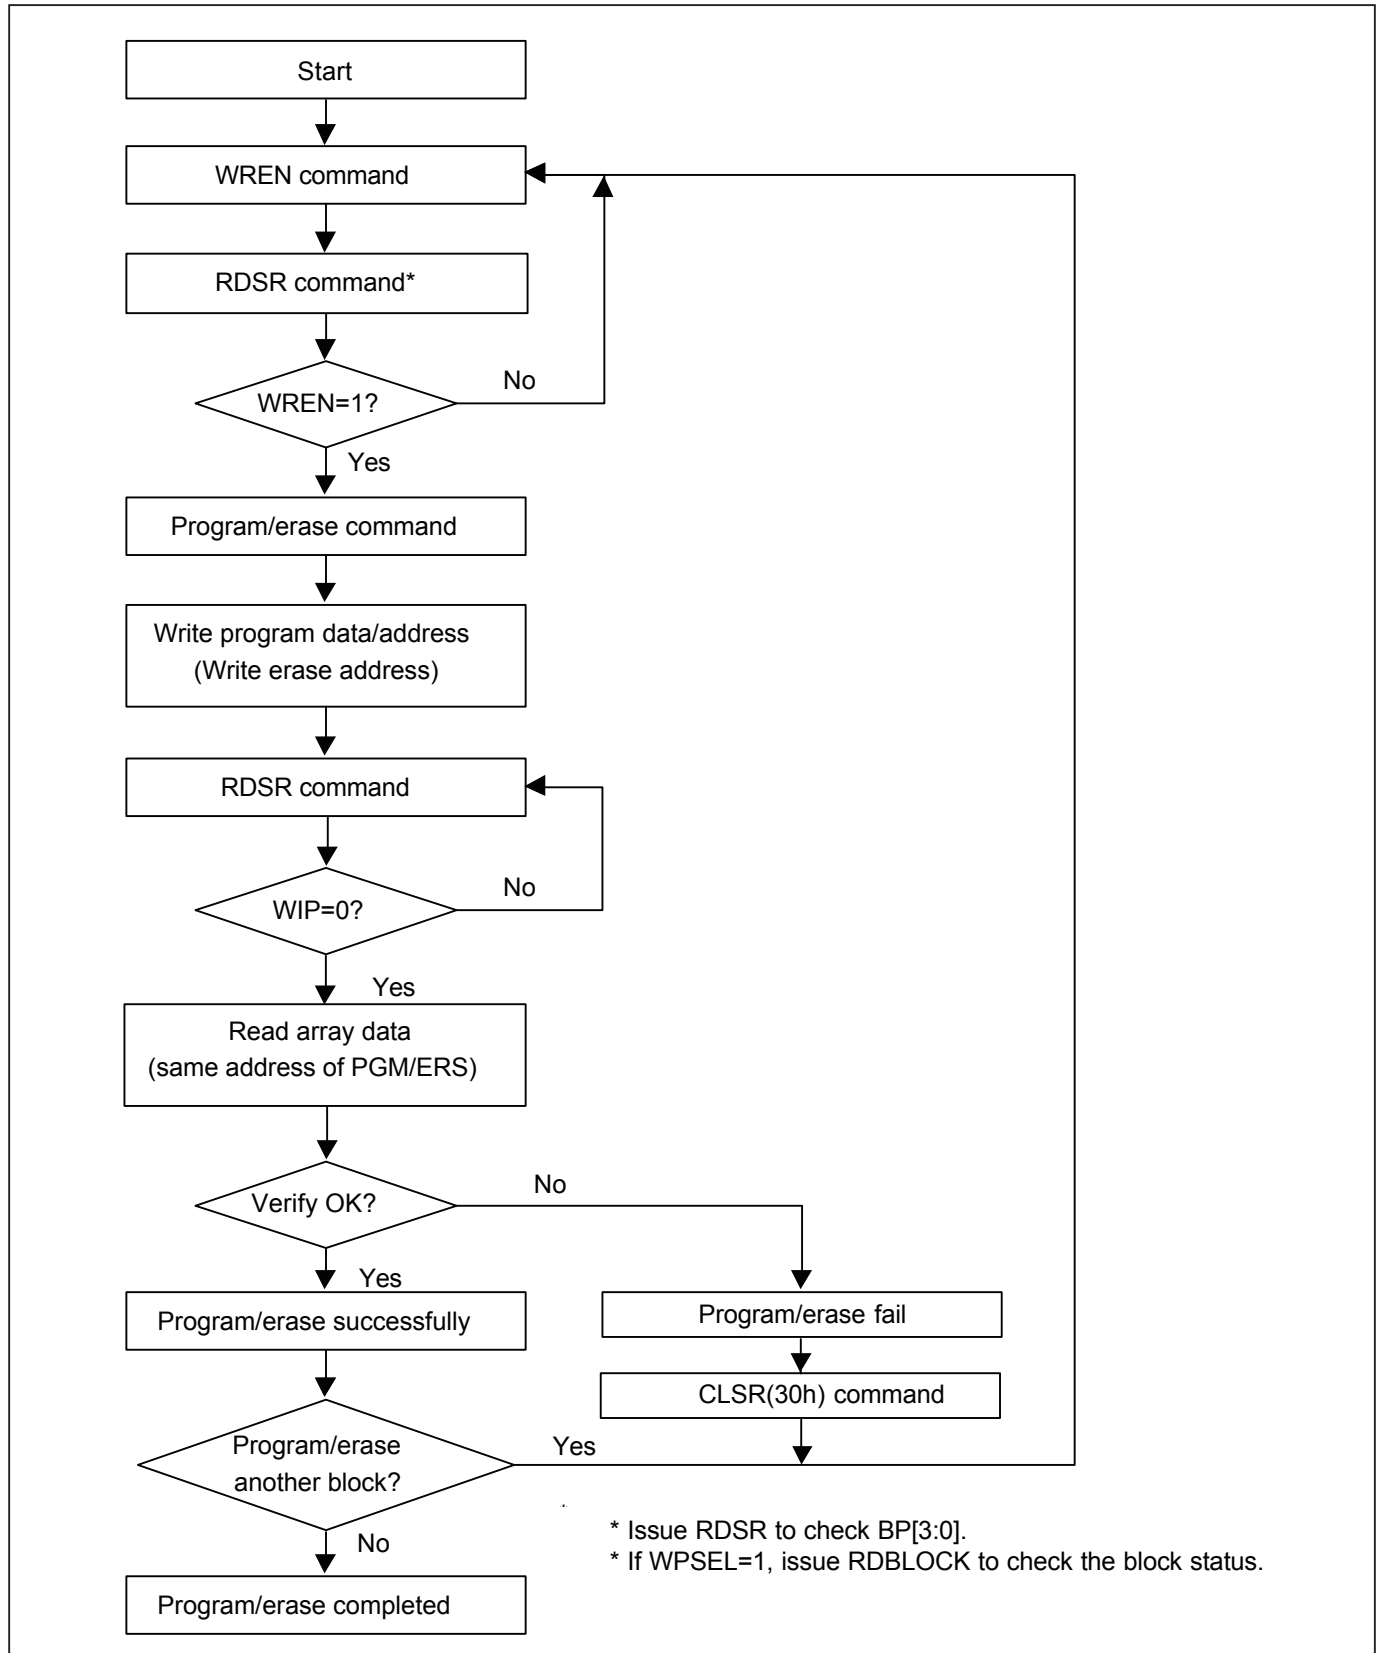 Start
WREN command
RDSR command*
WREN=1?
No
Yes
Program/erase command
Write program data/address
(Write erase address)
RDSR command
WIP=0?
No
Yes
Read array data
(same address of PGM/ERS)
Verify OK?
No
Yes
Program/erase successfully
Program/erase fail
CLSR(30h) command
Program/erase
another block?
Yes
No
* Issue RDSR to check BP[3:0].
* If WPSEL=1, issue RDBLOCK to check the block status.
Program/erase completed